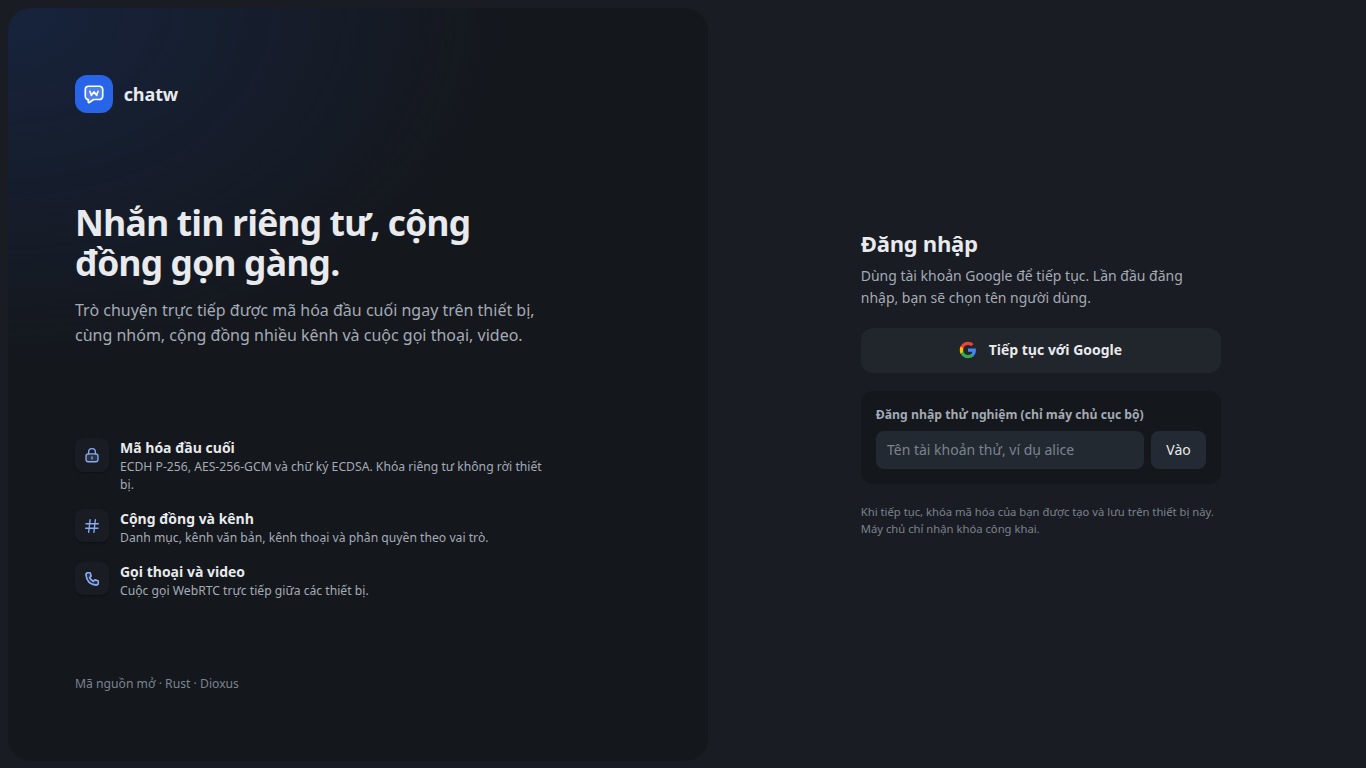 chatw
Nhắn tin riêng tư, cộng
đồng gọn gàng.
Trò chuyện trực tiếp được mã hóa đầu cuối ngay trên thiết bị,
cùng nhóm, cộng đồng nhiều kênh và cuộc gọi thoại, video.
Mã hóa đầu cuối
ECDH P-256, AES-256-GCM và chữ ký ECDSA. Khóa riêng tư không rời thiết
bị.
Cộng đồng và kênh
Danh mục, kênh văn bản, kênh thoại và phân quyền theo vai trò.
Gọi thoại và video
Cuộc gọi WebRTC trực tiếp giữa các thiết bị.
Mã nguồn mở · Rust · Dioxus
Đăng nhập
Dùng tài khoản Google để tiếp tục. Lần đầu đăng
nhập, bạn sẽ chọn tên người dùng.
Tiếp tục với Google
Đăng nhập thử nghiệm (chỉ máy chủ cục bộ)
Tên tài khoản thử, ví dụ alice
Vào
Khi tiếp tục, khóa mã hóa của bạn được tạo và lưu trên thiết bị này.
Máy chủ chỉ nhận khóa công khai.